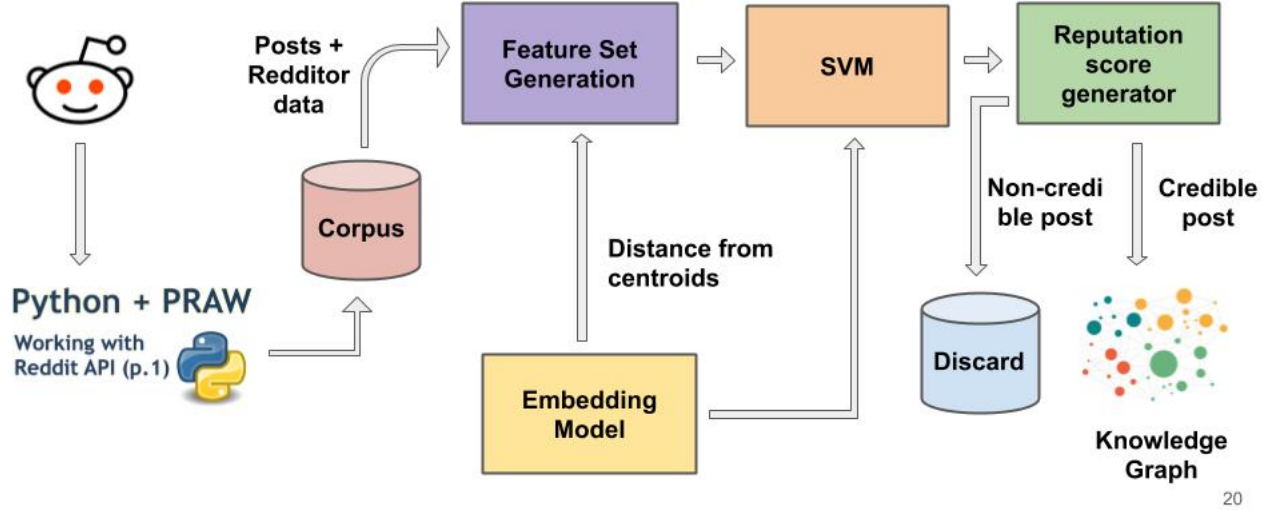 Posts +
Redditor
data
Feature Set
Generation
SVM
Reputation
score
generator
Corpus
Non-credi
ble post
Credible
post
Distance from
centroids
Python + PRAW
Working with
Reddit API (p.1)
Embedding
Model
Discard
Knowledge
Graph
20